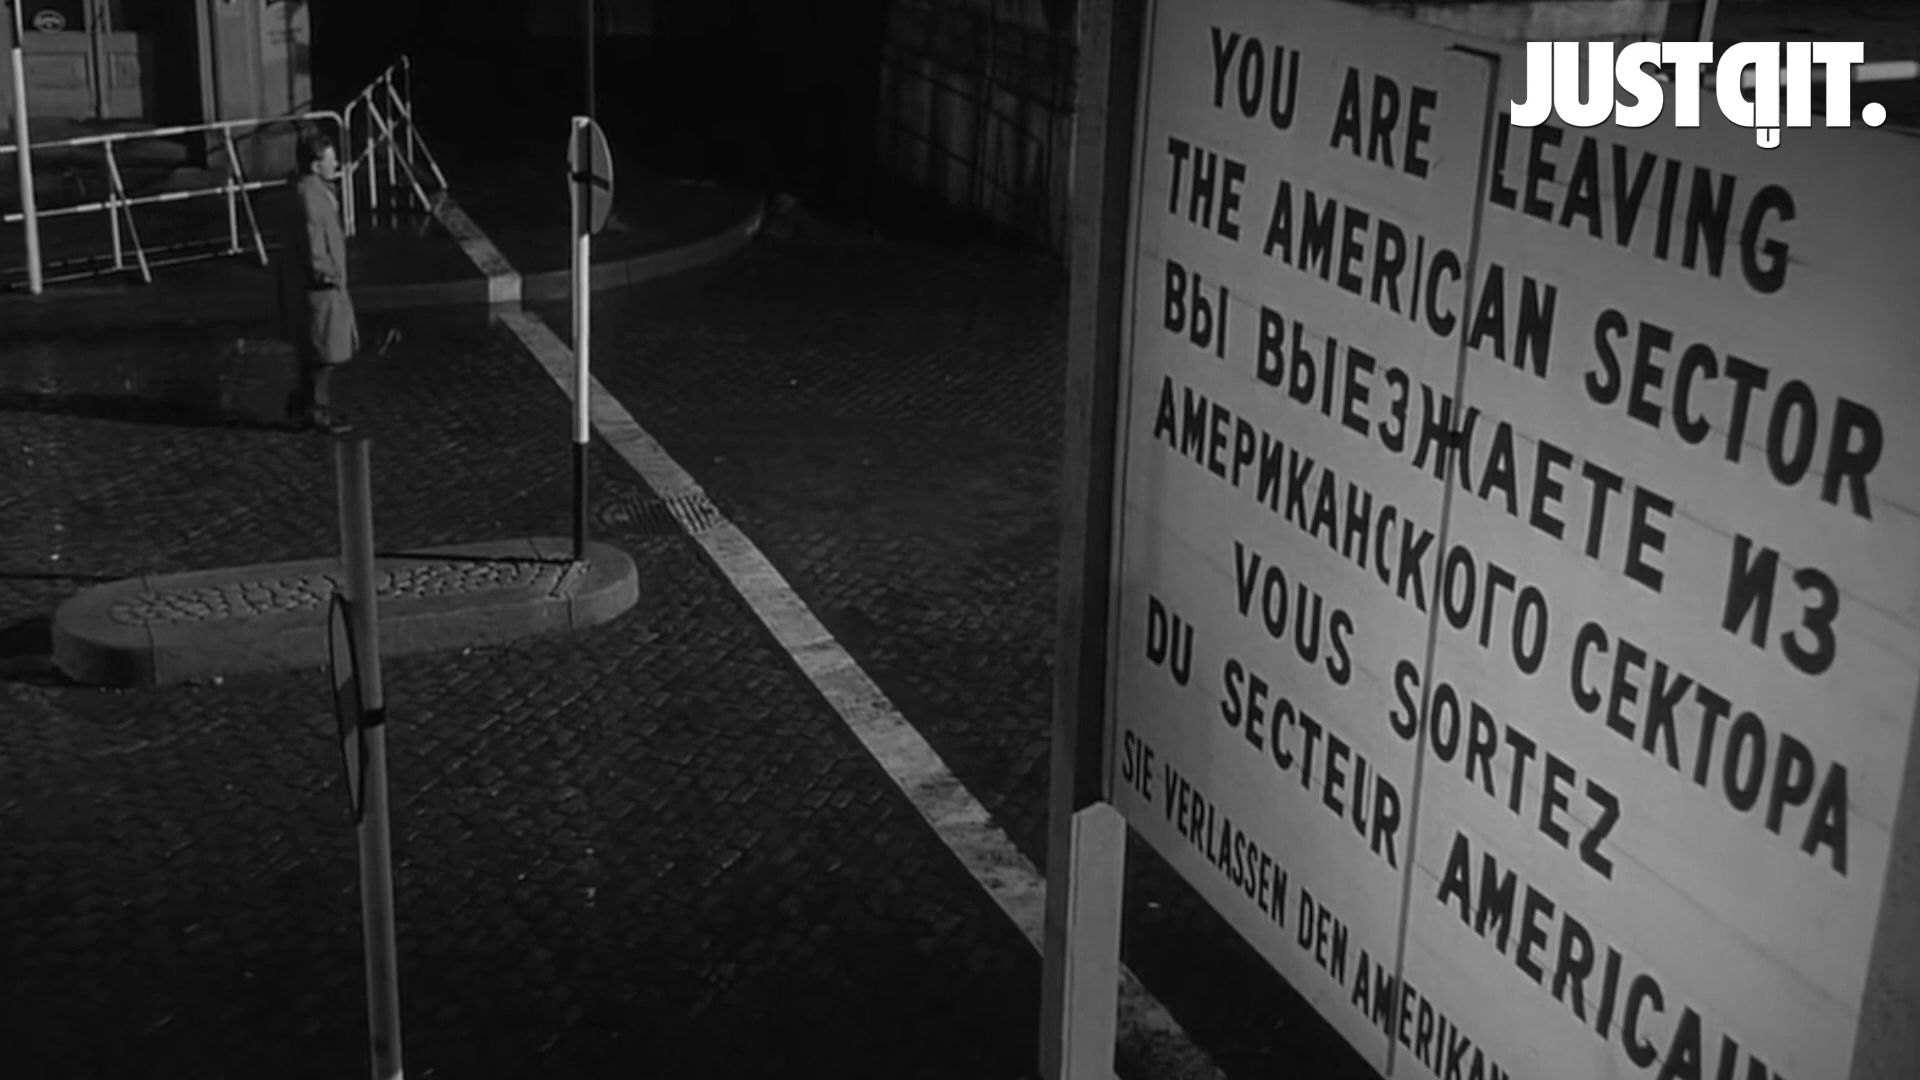 JUSTQIT.
YOU ARE LEAVING
THE AMERICAN SECTOR
ВЫ ВЫЕЗЖАЕТЕ ИЗ
АМЕРИКАНСКОГО СЕКТОРА
VOUS SORTEZ
DU SECTEUR AMERICAIN
SIE VERLASSEN DEN AMERIKAN